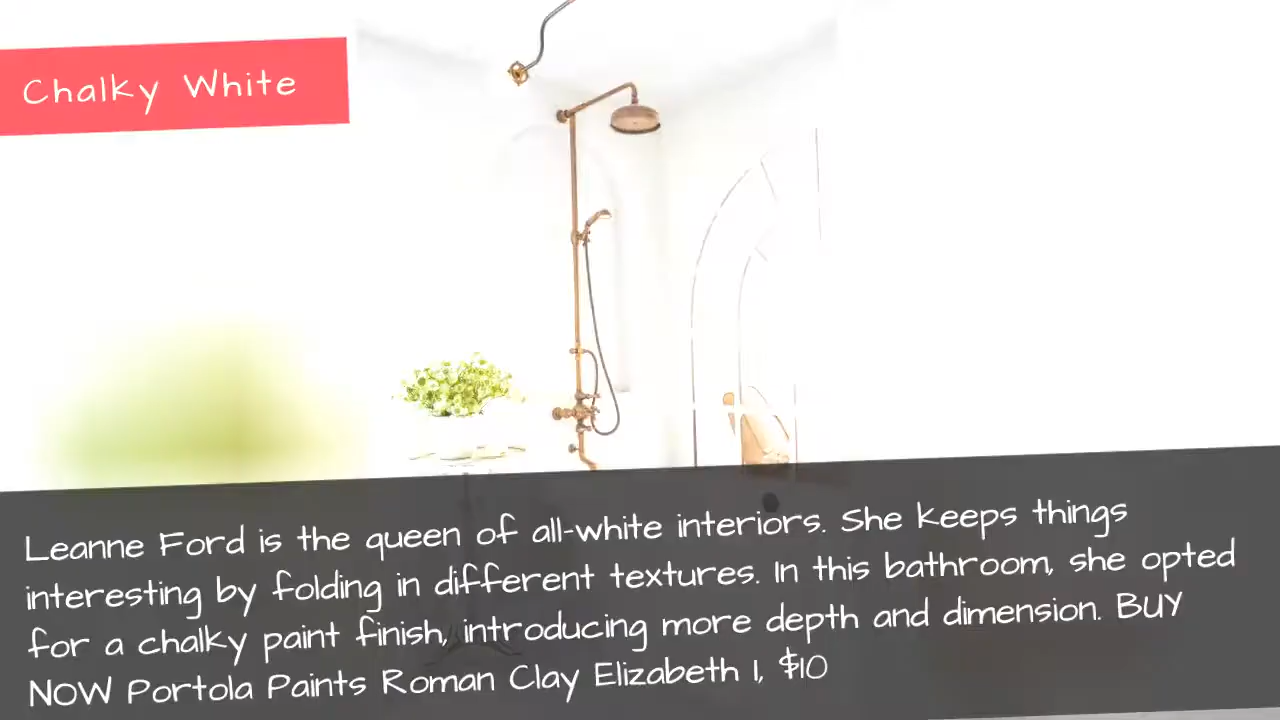 Chalky White
Leanne Ford is the queen of all-white interiors. She keeps things
interesting by folding in different textures. In this bathroom, she opted
for a chalky paint finish, introducing more depth and dimension. BUY
NOW Portola Paints Roman Clay Elizabeth 1, $10